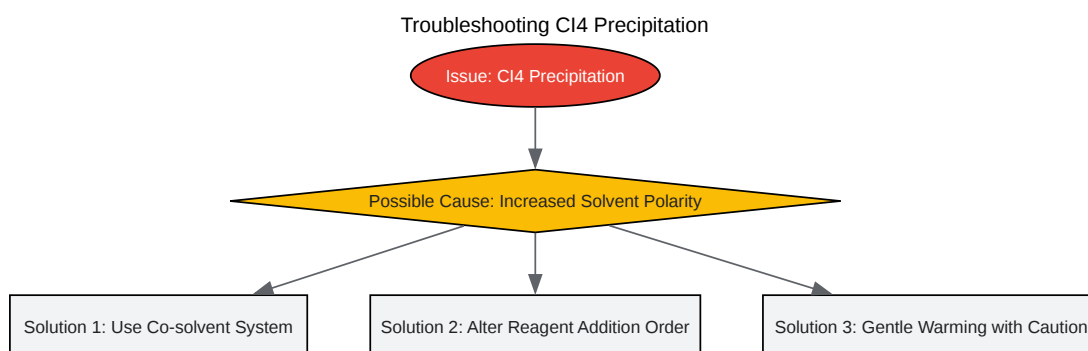 Troubleshooting CI4 Precipitation
Issue: CI4 Precipitation
Possible Cause: Increased Solvent Polarity
Solution 1: Use Co-solvent System
Solution 2: Alter Reagent Addition Order
Solution 3: Gentle Warming with Caution